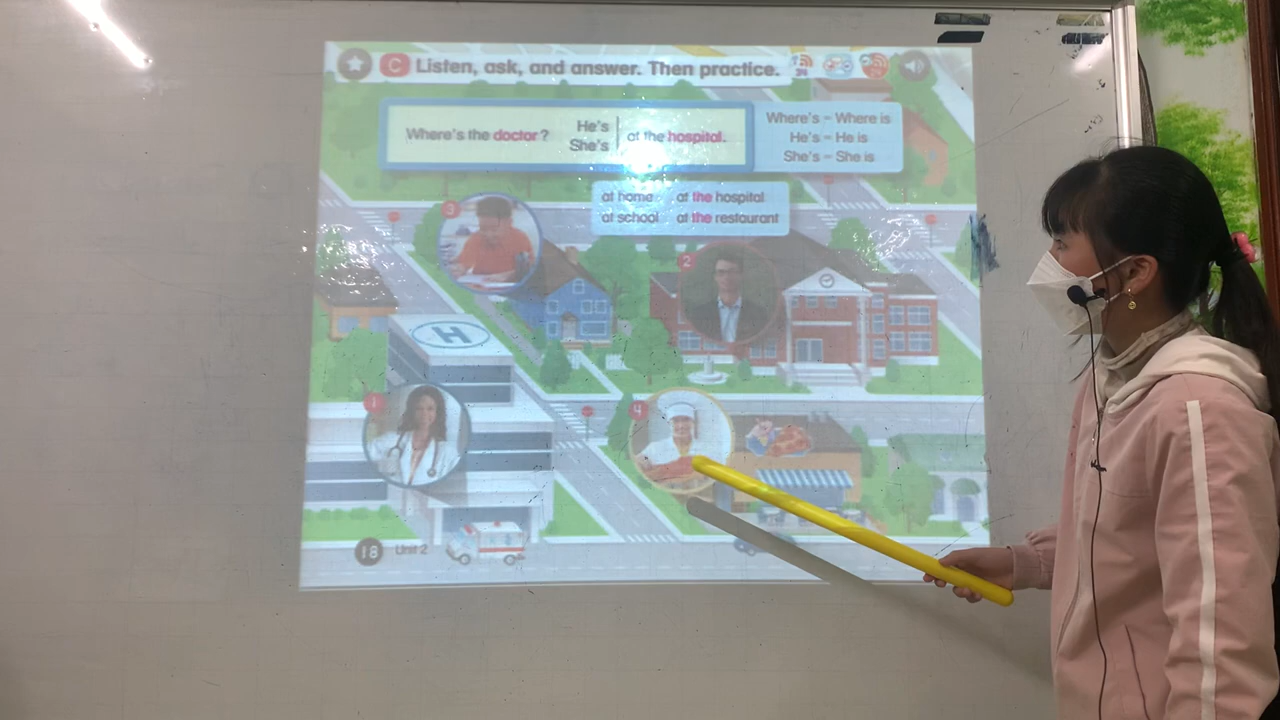 C Listen, ask, and answer. Then practice.
Where's the doctor?
He's
She's
at the hospital.
Where's = Where is
He's = He is
She's = She is
at home at the hospital
at school at the restaurant
3
2
H
1
4
18 Unit 2